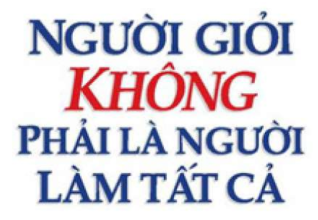 NGƯỜI GIỎI
KHÔNG
PHẢI LÀ NGƯỜI
LÀM TẤT CẢ